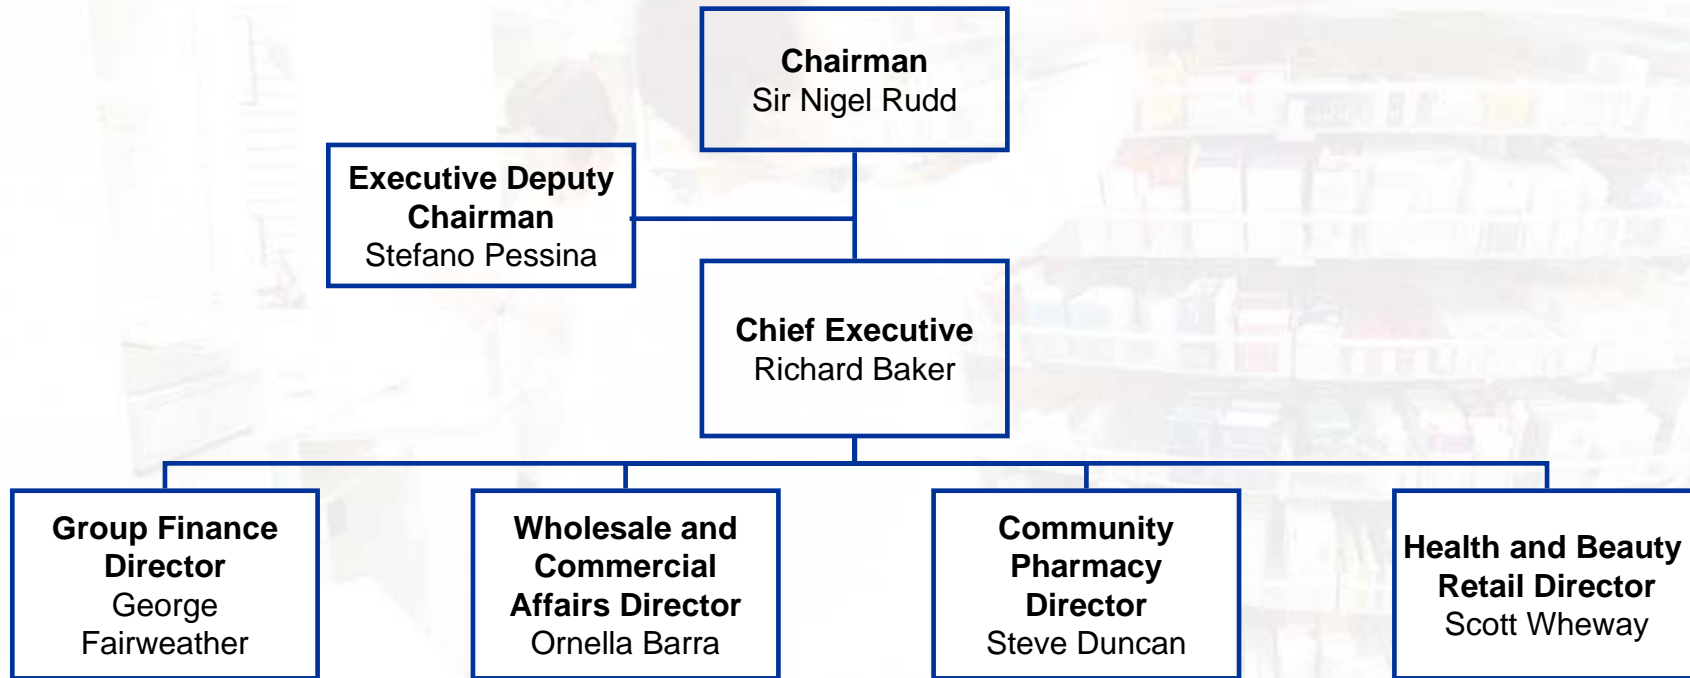 Chairman
Sir Nigel Rudd
Executive Deputy
Chairman
Stefano Pessina
Chief Executive
Richard Baker
Group Finance
Director
George
Fairweather
Wholesale and
Commercial
Affairs Director
Ornella Barra
Community
Pharmacy
Director
Steve Duncan
Health and Beauty
Retail Director
Scott Wheway